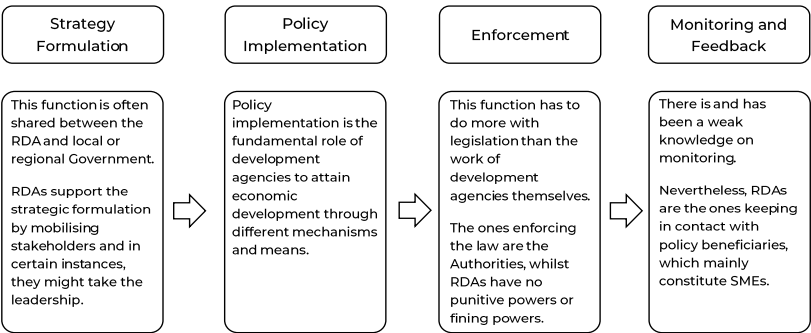 Strategy
Formulation
Policy
Implementation
Enforcement
Monitoring and
Feedback
This function is often
shared between the
RDA and local or
regional Government.
RDAs support the
strategic formulation
by mobilising
stakeholders and in
certain instances,
they might take the
leadership.
Policy
implementation is the
fundamental role of
development
agencies to attain
economic
development through
different mechanisms
and means.
This function has to
do more with
legislation than the
work of
development
agencies themselves.
The ones enforcing
the law are the
Authorities, whilst
RDAs have no
punitive powers or
fining powers.
There is and has
been a weak
knowledge on
monitoring.
Nevertheless, RDAs
are the ones keeping
in contact with
policy beneficiaries,
which mainly
constitute SMEs.